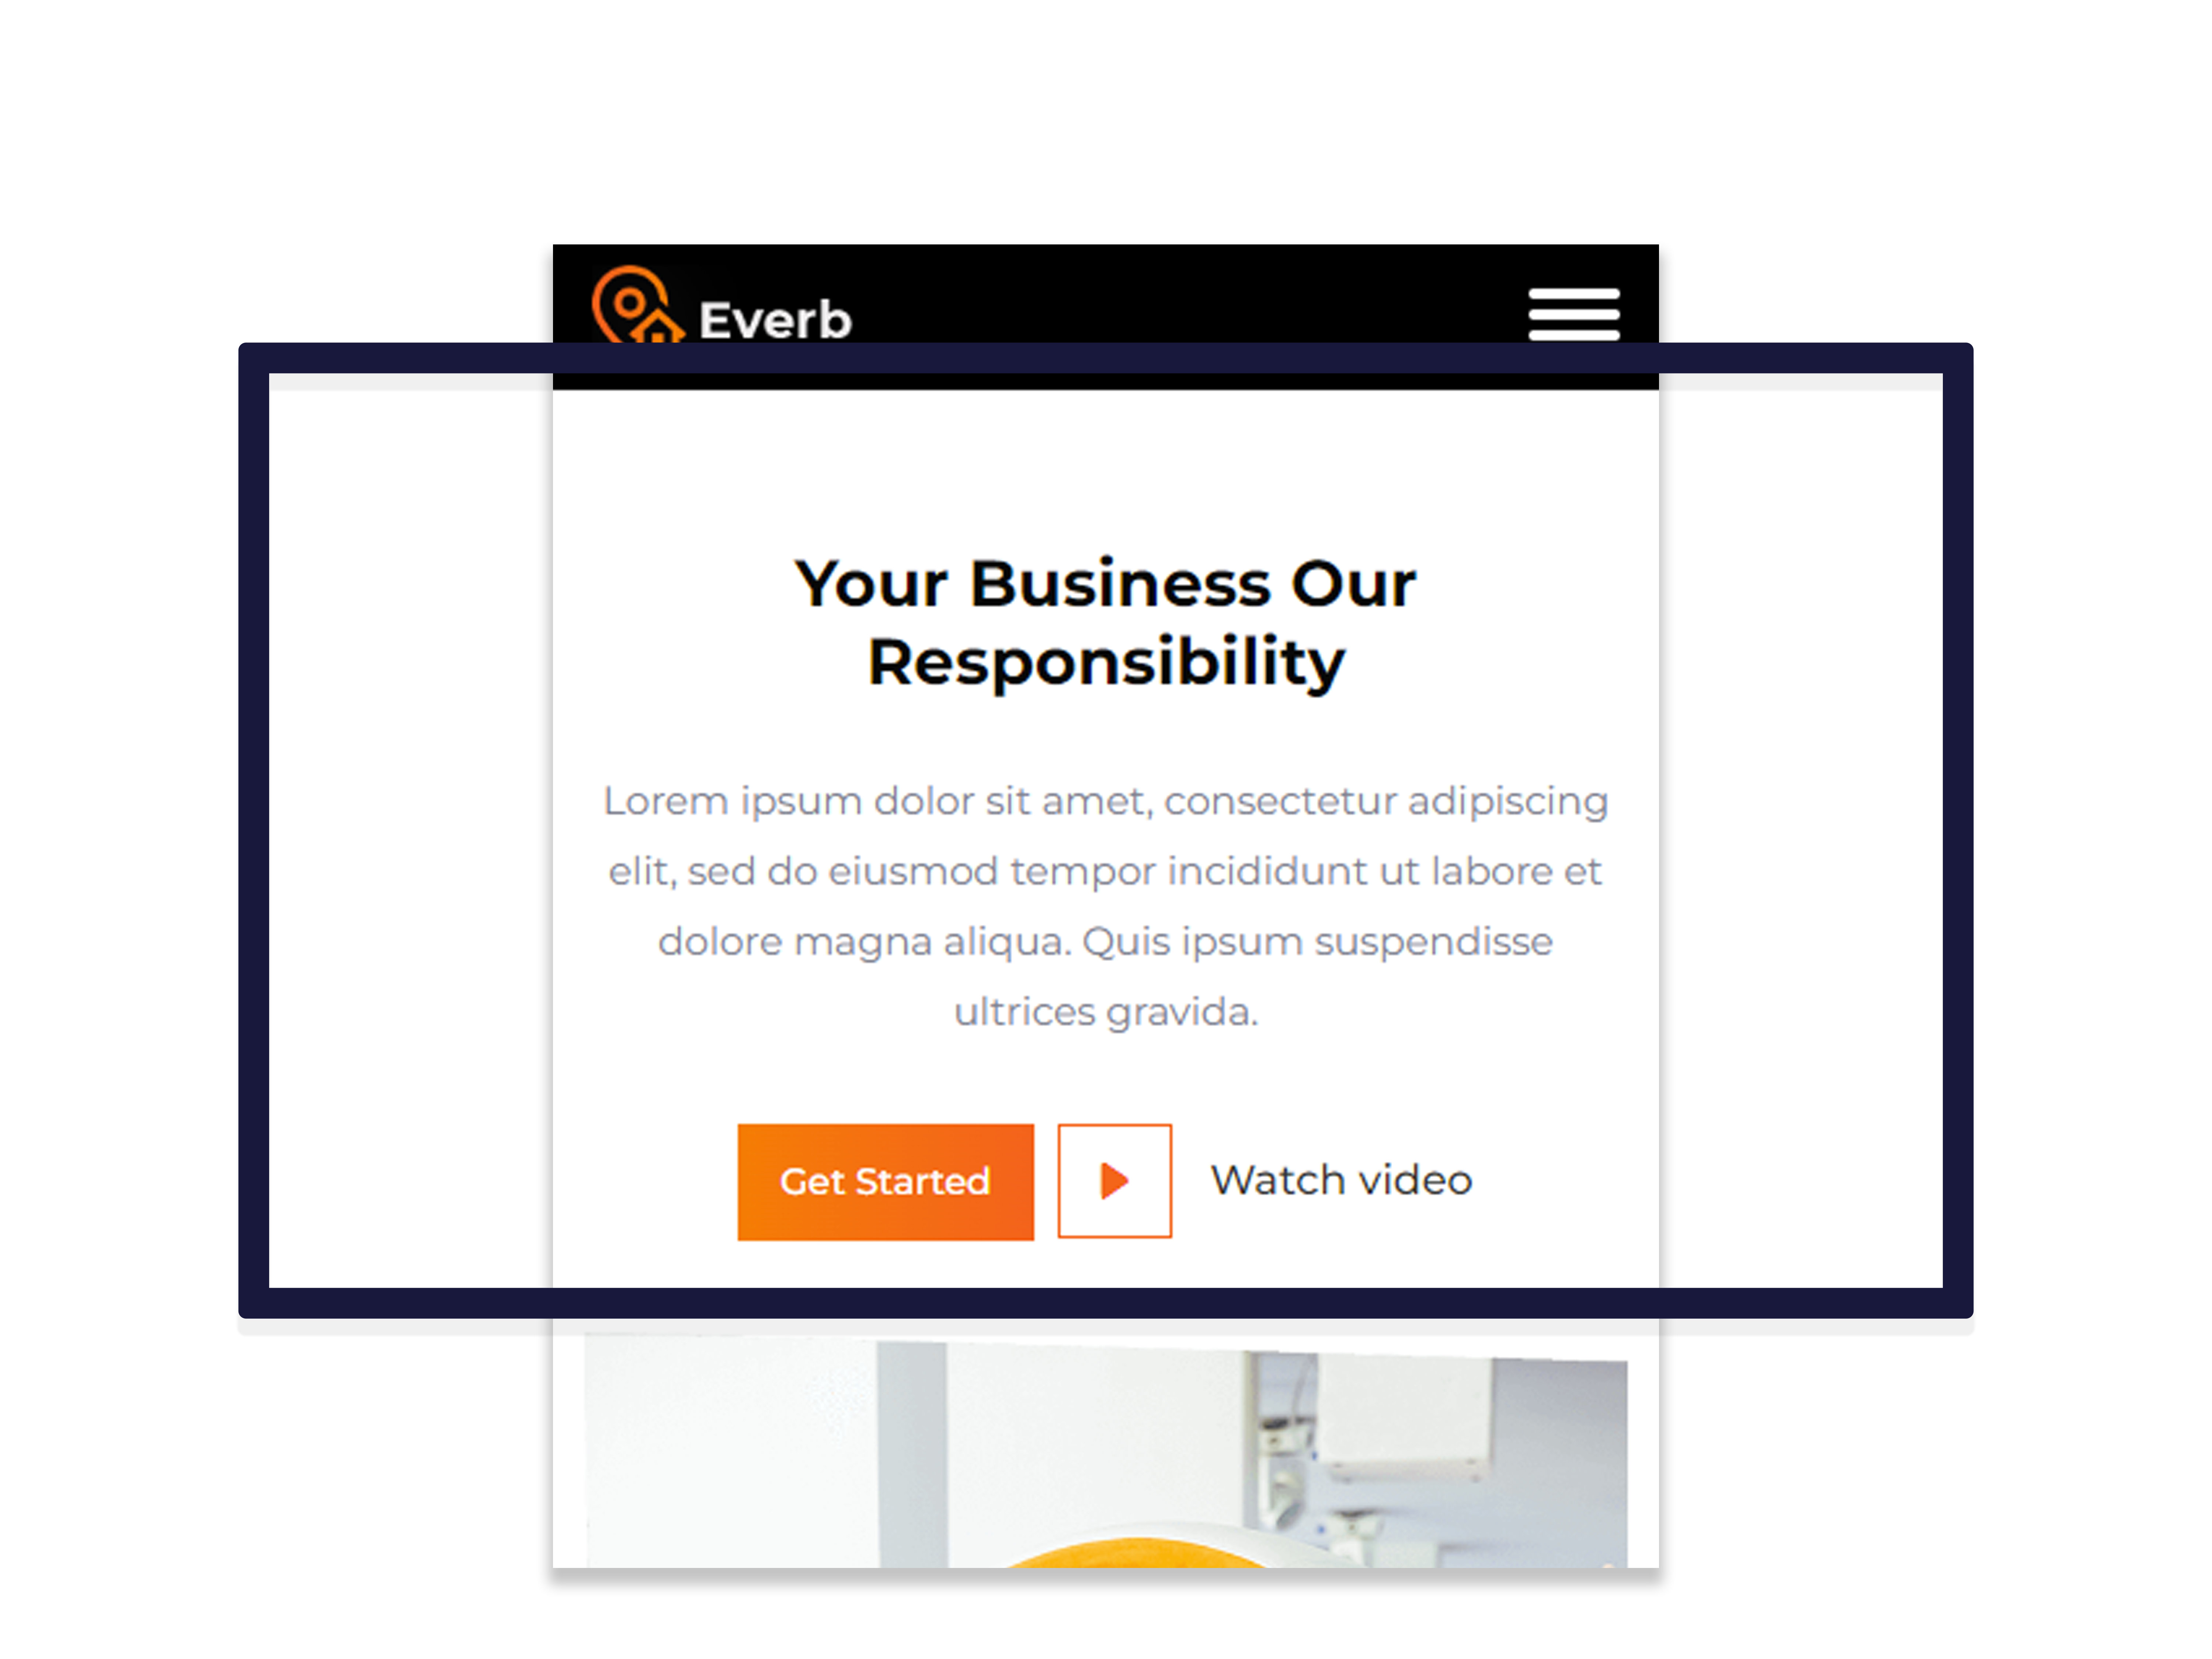 Everb
Your Business Our
Responsibility
Lorem ipsum dolor sit amet, consectetur adipiscing
elit, sed do eiusmod tempor incididunt ut labore et
dolore magna aliqua. Quis ipsum suspendisse
ultrices gravida.
Get Started
Watch video